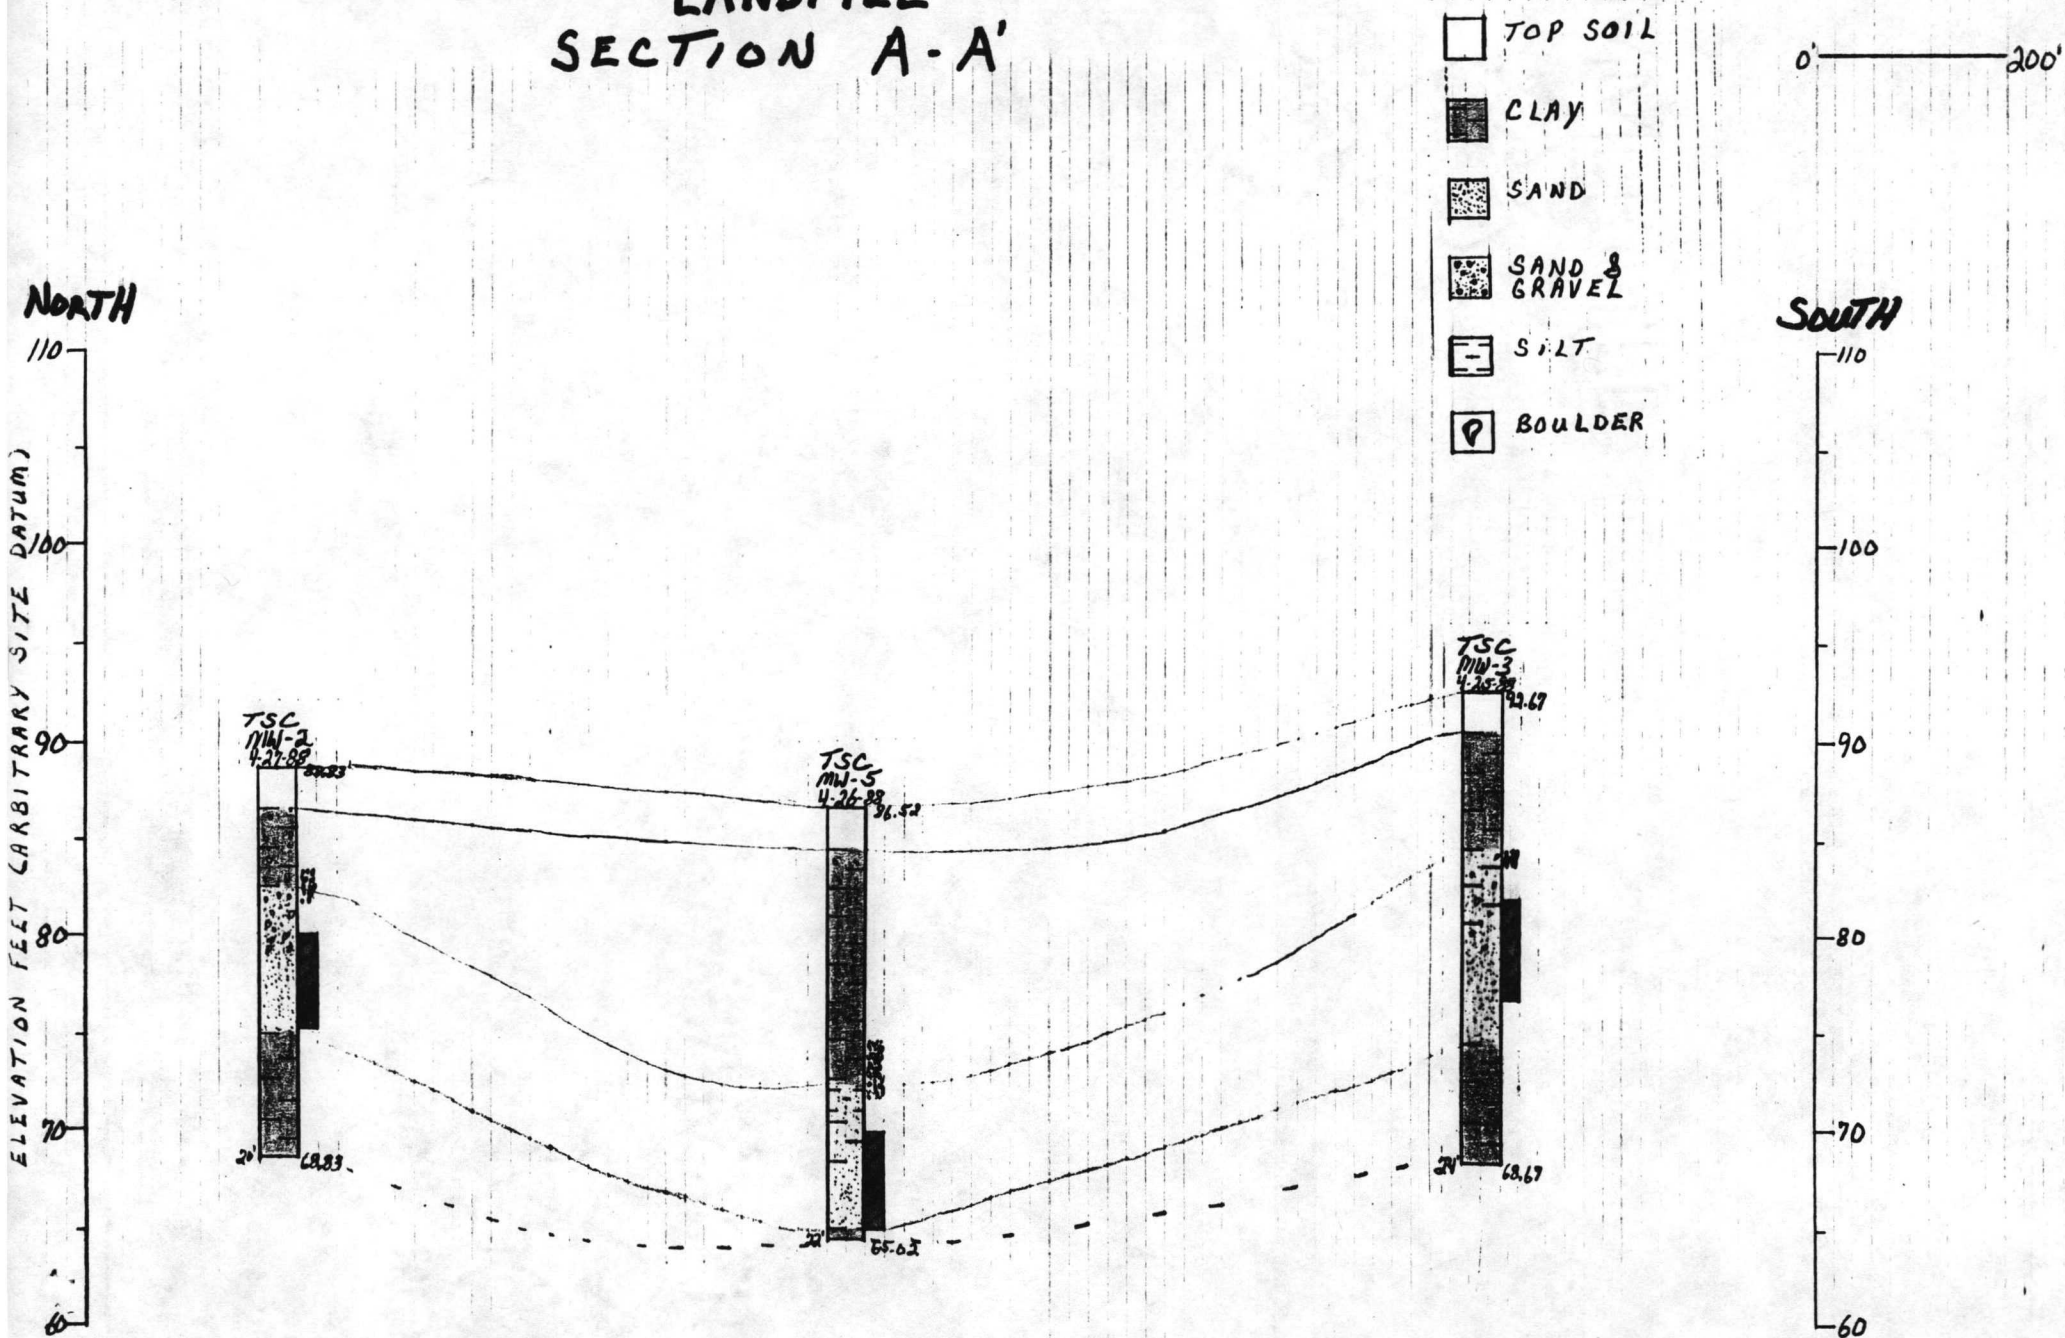 LANDFILL
SECTION A-A'
TOP SOIL
CLAY
SAND
SAND &
GRAVEL
SILT
BOULDER
0' 200'
NORTH
SOUTH
ELEVATION FEET (ARBITRARY SITE DATUM)
110
100
90
80
70
60
110
100
90
80
70
60
TSC
MW-2
4-27-88
88.83
20' 68.83
TSC
MW-5
4-26-88
86.52
22' 65.02
TSC
MW-3
4-25-88
92.67
24' 68.67